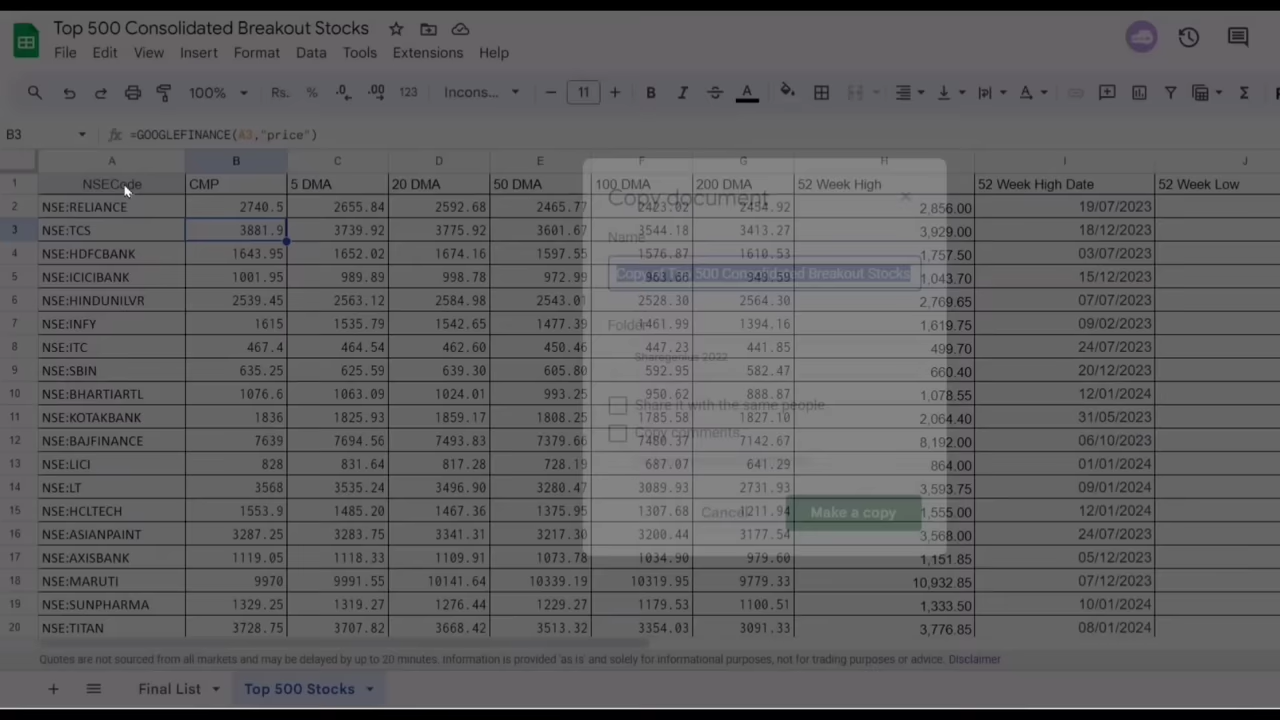 Top 500 Consolidated Breakout Stocks
File Edit View Insert Format Data Tools Extensions Help
100% Rs. % .0 .00 123 Incons... − 11 + B I S A Σ
B3 fx =GOOGLEFINANCE(A3,"price")
A B C D E F G H I J
1 NSECode CMP 5 DMA 20 DMA 50 DMA 100 DMA 200 DMA 52 Week High 52 Week High Date 52 Week Low
2 NSE:RELIANCE 2740.5 2655.84 2592.68 2465.77 2423.02 2454.92 2,856.00 19/07/2023
3 NSE:TCS 3881.9 3739.92 3775.92 3601.67 3544.18 3413.27 3,929.00 18/12/2023
4 NSE:HDFCBANK 1643.95 1652.02 1674.16 1597.55 1576.87 1610.53 1,757.50 03/07/2023
5 NSE:ICICIBANK 1001.95 989.89 998.78 972.99 963.66 949.59 1,043.70 15/12/2023
6 NSE:HINDUNILVR 2539.45 2563.12 2584.98 2543.01 2528.30 2564.30 2,769.65 07/07/2023
7 NSE:INFY 1615 1535.79 1542.65 1477.39 1461.99 1394.16 1,619.75 09/02/2023
8 NSE:ITC 467.4 464.54 462.60 450.46 447.23 441.85 499.70 24/07/2023
9 NSE:SBIN 635.25 625.59 639.30 605.80 592.95 582.47 660.40 20/12/2023
10 NSE:BHARTIARTL 1076.6 1063.09 1024.01 993.25 950.62 888.87 1,078.55 12/01/2024
11 NSE:KOTAKBANK 1836 1825.93 1859.17 1808.25 1785.58 1827.10 2,064.40 31/05/2023
12 NSE:BAJFINANCE 7639 7694.56 7493.83 7379.66 7480.37 7142.67 8,192.00 06/10/2023
13 NSE:LICI 828 831.64 817.28 728.19 687.07 641.29 864.00 01/01/2024
14 NSE:LT 3568 3535.24 3496.90 3280.47 3089.93 2731.93 3,593.75 09/01/2024
15 NSE:HCLTECH 1553.9 1485.20 1467.36 1375.95 1307.68 1211.94 1,555.00 12/01/2024
16 NSE:ASIANPAINT 3287.25 3283.75 3341.31 3217.30 3200.44 3177.54 3,568.00 24/07/2023
17 NSE:AXISBANK 1119.05 1118.33 1109.91 1073.78 1034.90 979.60 1,151.85 05/12/2023
18 NSE:MARUTI 9970 9991.55 10141.64 10339.19 10319.95 9779.33 10,932.85 07/12/2023
19 NSE:SUNPHARMA 1329.25 1319.27 1276.44 1229.27 1179.53 1100.51 1,333.50 10/01/2024
20 NSE:TITAN 3728.75 3707.82 3668.42 3513.32 3354.03 3091.33 3,776.85 08/01/2024
Copy document
Name
Copy of Top 500 Consolidated Breakout Stocks
Folder
Sharegenius 2022
Share it with the same people
Copy comments
Cancel Make a copy
Quotes are not sourced from all markets and may be delayed by up to 20 minutes. Information is provided 'as is' and solely for informational purposes, not for trading purposes or advice. Disclaimer
Final List Top 500 Stocks